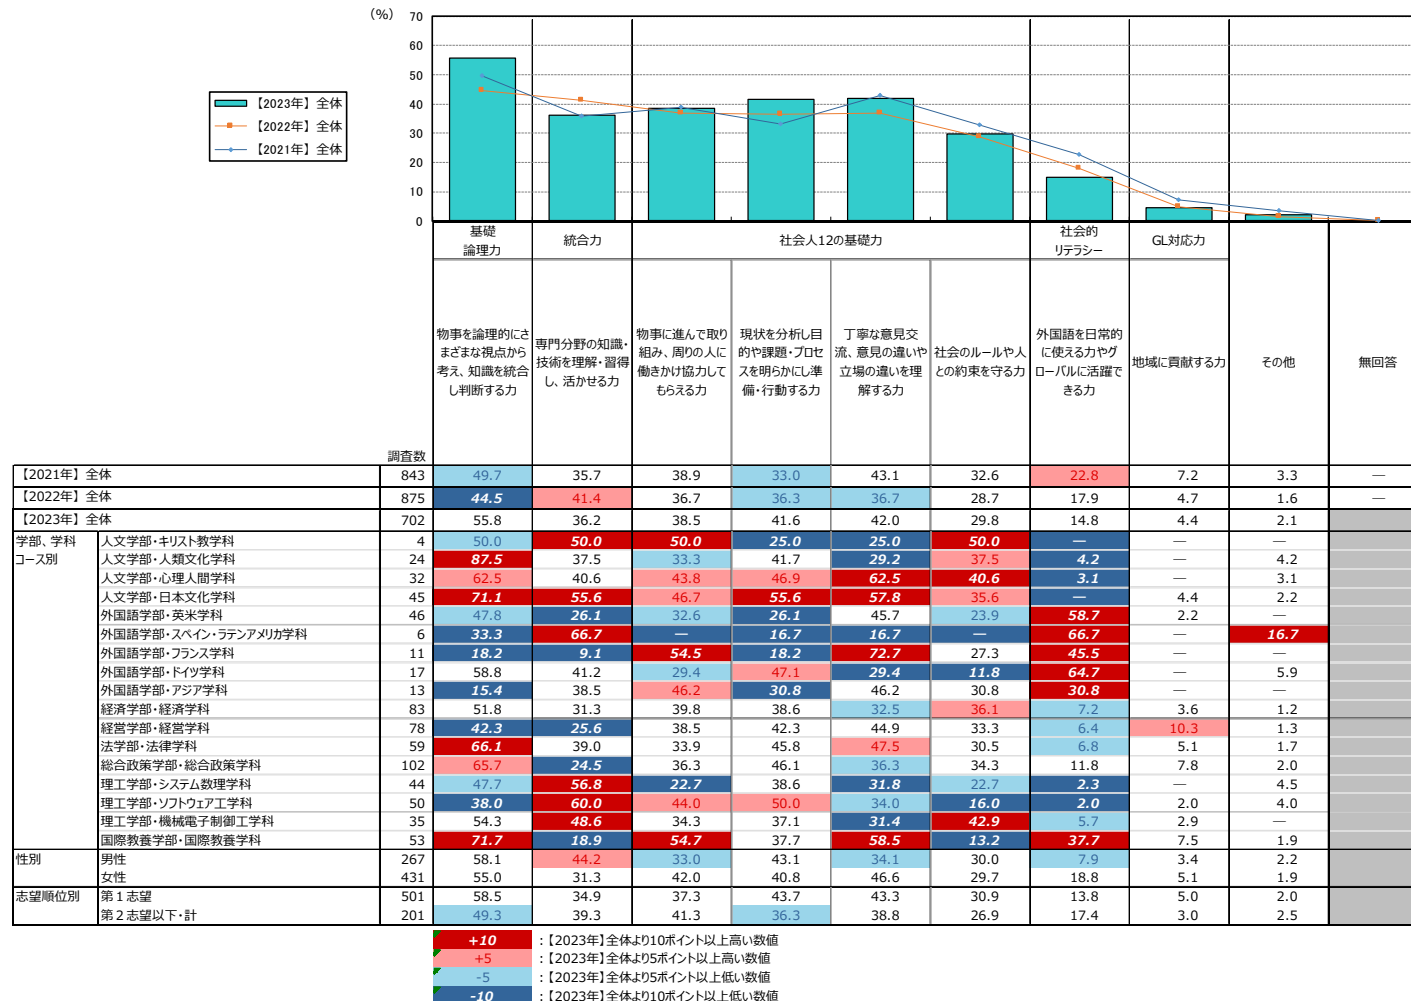 (%)
70
60
50
40
30
20
10
0
【2023年】全体
【2022年】全体
【2021年】全体
基礎
論理力
統合力
社会人12の基礎力
社会的
リテラシー
GL対応力
物事を論理的にさ
まざまな視点から
考え、知識を統合
し判断する力
専門分野の知識・
技術を理解・習得
し、活かせる力
物事に進んで取り
組み、周りの人に
働きかけ協力して
もらえる力
現状を分析し目
的や課題・プロセ
スを明らかにし準
備・行動する力
丁寧な意見交
流、意見の違いや
立場の違いを理
解する力
社会のルールや人
との約束を守る力
外国語を日常的
に使える力やグ
ローバルに活躍で
きる力
地域に貢献する力
その他
無回答
調査数
【2021年】全体 843 49.7 35.7 38.9 33.0 43.1 32.6 22.8 7.2 3.3 ―
【2022年】全体 875 44.5 41.4 36.7 36.3 36.7 28.7 17.9 4.7 1.6 ―
【2023年】全体 702 55.8 36.2 38.5 41.6 42.0 29.8 14.8 4.4 2.1
学部、学科 人文学部・キリスト教学科 4 50.0 50.0 50.0 25.0 25.0 50.0 ― ― ―
コース別 人文学部・人類文化学科 24 87.5 37.5 33.3 41.7 29.2 37.5 4.2 ― 4.2
人文学部・心理人間学科 32 62.5 40.6 43.8 46.9 62.5 40.6 3.1 ― 3.1
人文学部・日本文化学科 45 71.1 55.6 46.7 55.6 57.8 35.6 ― 4.4 2.2
外国語学部・英米学科 46 47.8 26.1 32.6 26.1 45.7 23.9 58.7 2.2 ―
外国語学部・スペイン・ラテンアメリカ学科 6 33.3 66.7 ― 16.7 16.7 ― 66.7 ― 16.7
外国語学部・フランス学科 11 18.2 9.1 54.5 18.2 72.7 27.3 45.5 ― ―
外国語学部・ドイツ学科 17 58.8 41.2 29.4 47.1 29.4 11.8 64.7 ― 5.9
外国語学部・アジア学科 13 15.4 38.5 46.2 30.8 46.2 30.8 30.8 ― ―
経済学部・経済学科 83 51.8 31.3 39.8 38.6 32.5 36.1 7.2 3.6 1.2
経営学部・経営学科 78 42.3 25.6 38.5 42.3 44.9 33.3 6.4 10.3 1.3
法学部・法律学科 59 66.1 39.0 33.9 45.8 47.5 30.5 6.8 5.1 1.7
総合政策学部・総合政策学科 102 65.7 24.5 36.3 46.1 36.3 34.3 11.8 7.8 2.0
理工学部・システム数理学科 44 47.7 56.8 22.7 38.6 31.8 22.7 2.3 ― 4.5
理工学部・ソフトウェア工学科 50 38.0 60.0 44.0 50.0 34.0 16.0 2.0 2.0 4.0
理工学部・機械電子制御工学科 35 54.3 48.6 34.3 37.1 31.4 42.9 5.7 2.9 ―
国際教養学部・国際教養学科 53 71.7 18.9 54.7 37.7 58.5 13.2 37.7 7.5 1.9
性別 男性 267 58.1 44.2 33.0 43.1 34.1 30.0 7.9 3.4 2.2
女性 431 55.0 31.3 42.0 40.8 46.6 29.7 18.8 5.1 1.9
志望順位別 第1志望 501 58.5 34.9 37.3 43.7 43.3 30.9 13.8 5.0 2.0
第2志望以下・計 201 49.3 39.3 41.3 36.3 38.8 26.9 17.4 3.0 2.5
+10 :【2023年】全体より10ポイント以上高い数値
+5 :【2023年】全体より5ポイント以上高い数値
-5 :【2023年】全体より5ポイント以上低い数値
-10 :【2023年】全体より10ポイント以上低い数値